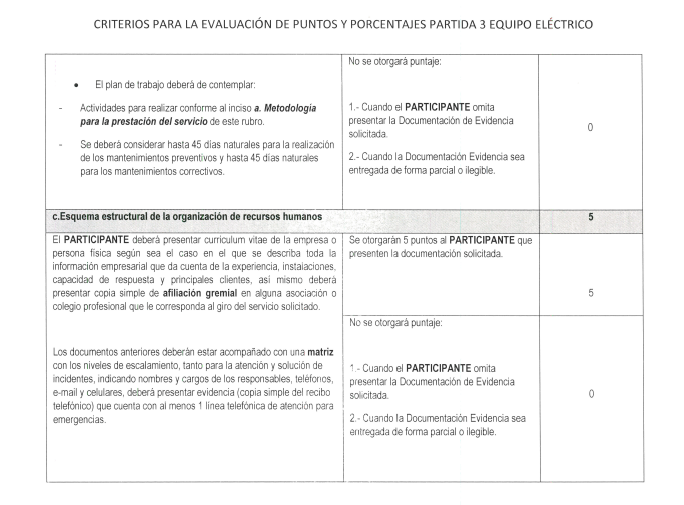 CRITERIOS PARA LA EVALUACIÓN DE PUNTOS Y PORCENTAJES PARTIDA 3 EQUIPO ELÉCTRICO
• El plan de trabajo deberá de contemplar:
- Actividades para realizar conforme al inciso a. Metodología
para la prestación del servicio de este rubro.
- Se deberá considerar hasta 45 días naturales para la realización
de los mantenimientos preventivos y hasta 45 días naturales
para los mantenimientos correctivos.
No se otorgará puntaje:
1.- Cuando el PARTICIPANTE omita
presentar la Documentación de Evidencia
solicitada.
2.- Cuando la Documentación Evidencia sea
entregada de forma parcial o ilegible.
0
c.Esquema estructural de la organización de recursos humanos
5
El PARTICIPANTE deberá presentar curriculum vitae de la empresa o
persona física según sea el caso en el que se describa toda la
información empresarial que da cuenta de la experiencia, instalaciones,
capacidad de respuesta y principales clientes, así mismo deberá
presentar copia simple de afiliación gremial en alguna asociación o
colegio profesional que le corresponda al giro del servicio solicitado.
Los documentos anteriores deberán estar acompañado con una matriz
con los niveles de escalamiento, tanto para la atención y solución de
incidentes, indicando nombres y cargos de los responsables, teléfonos,
e-mail y celulares, deberá presentar evidencia (copia simple del recibo
telefónico) que cuenta con al menos 1 línea telefónica de atención para
emergencias.
Se otorgarán 5 puntos al PARTICIPANTE que
presenten la documentación solicitada.
5
No se otorgará puntaje:
1.- Cuando el PARTICIPANTE omita
presentar la Documentación de Evidencia
solicitada.
2.- Cuando la Documentación Evidencia sea
entregada de forma parcial o ilegible.
0